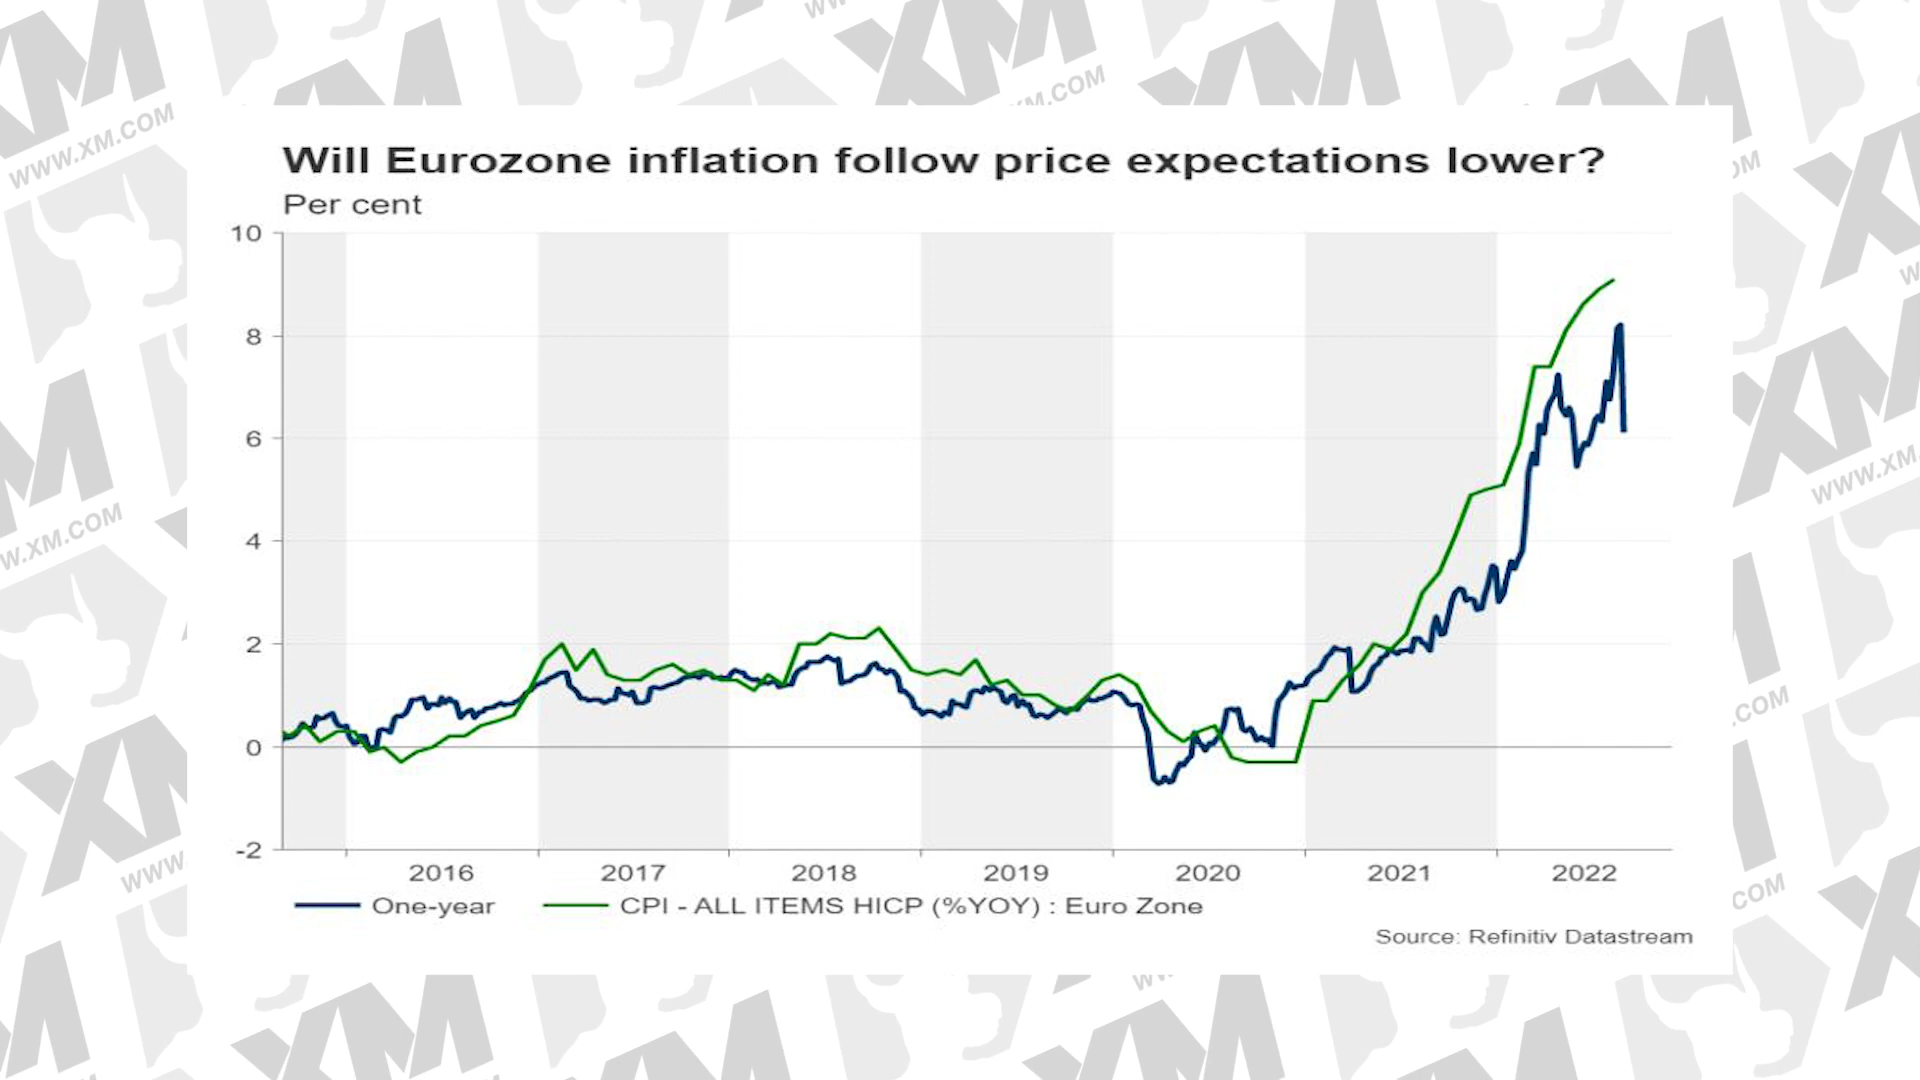 Will Eurozone inflation follow price expectations lower?
Per cent
10
8
6
4
2
0
-2
2016 2017 2018 2019 2020 2021 2022
One-year CPI - ALL ITEMS HICP (%YOY) : Euro Zone
Source: Refinitiv Datastream
XM
WWW.XM.COM